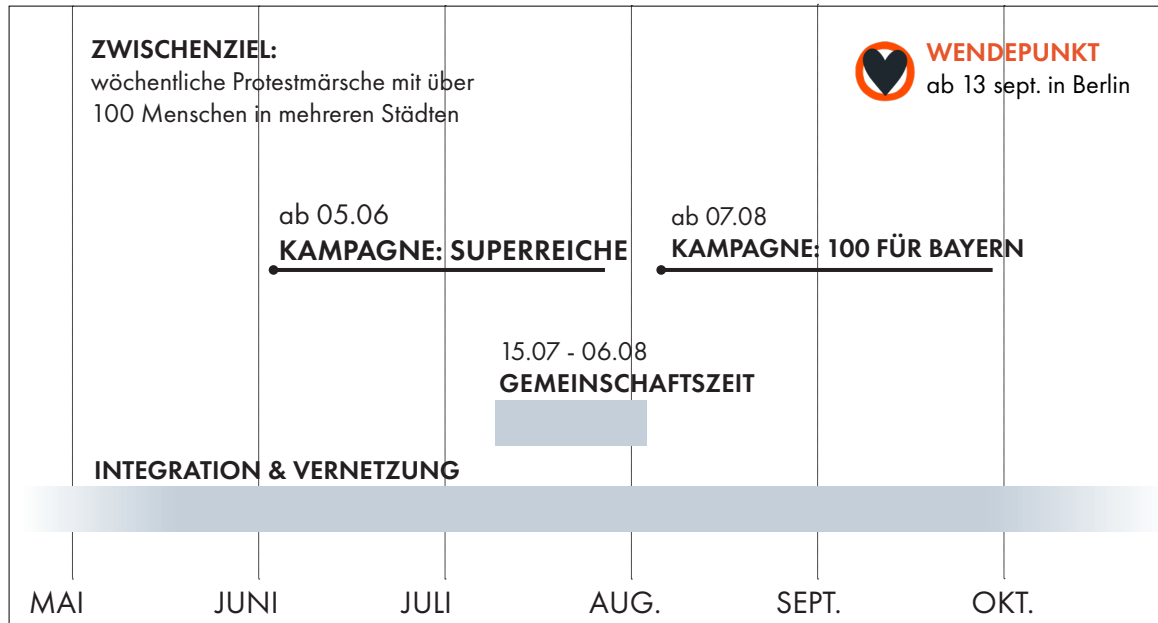 ZWISCHENZIEL:
wöchentliche Protestmärsche mit über
100 Menschen in mehreren Städten
WENDEPUNKT
ab 13 sept. in Berlin
ab 05.06
KAMPAGNE: SUPERREICHE
ab 07.08
KAMPAGNE: 100 FÜR BAYERN
15.07 - 06.08
GEMEINSCHAFTSZEIT
INTEGRATION & VERNETZUNG
MAI JUNI JULI AUG. SEPT. OKT.